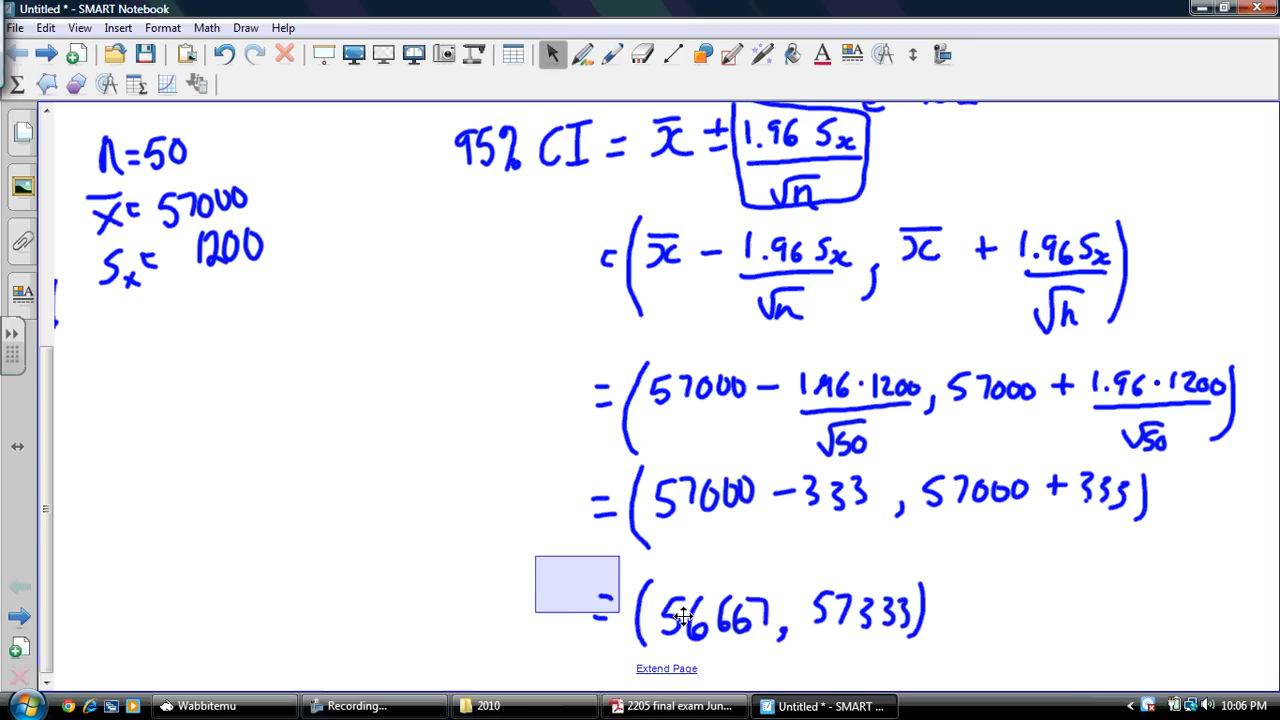 Untitled * - SMART Notebook
File Edit View Insert Format Math Draw Help
n=50
x̄= 57000
Sx= 1200
95% CI = x̄ ± 1.96 Sx / √n
= (x̄ - 1.96 Sx / √n , x̄ + 1.96 Sx / √n)
= (57000 - 1.96 · 1200 / √50 , 57000 + 1.96 · 1200 / √50)
= (57000 - 333 , 57000 + 333)
= (56667, 57333)
Extend Page
Wabbitemu
Recording...
2010
2205 final exam Jun...
Untitled * - SMART ...
10:06 PM